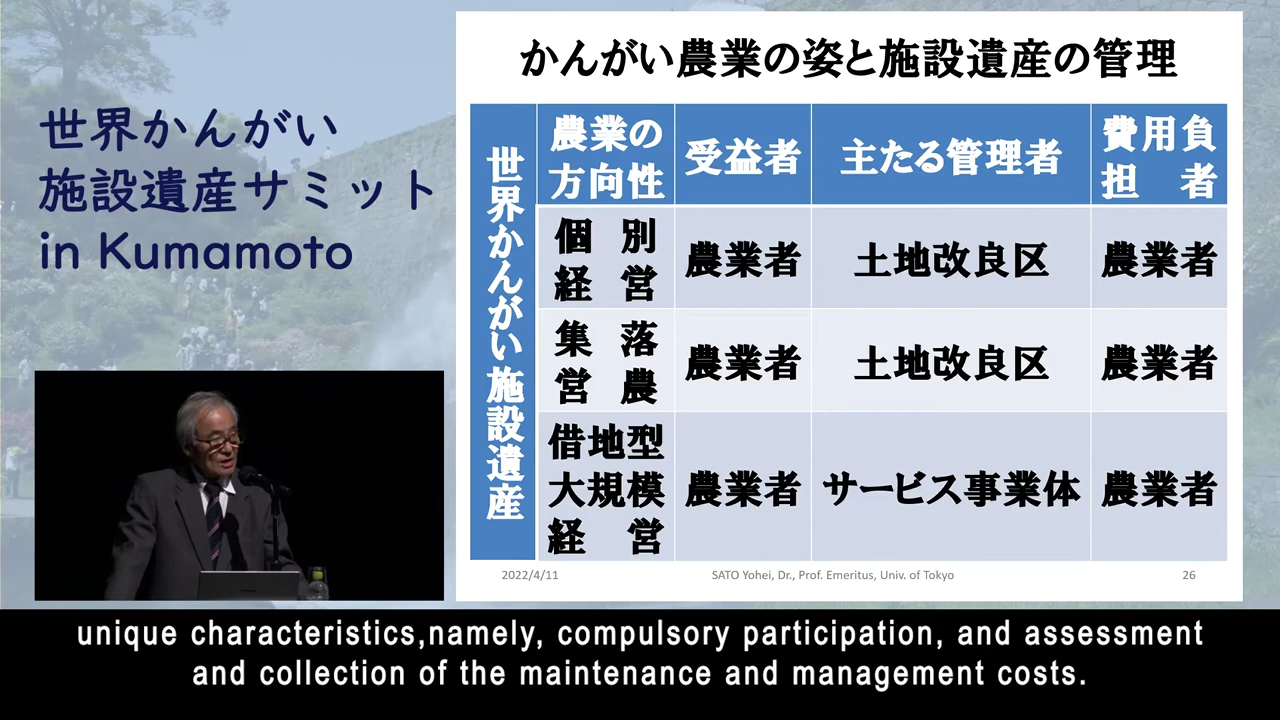 世界かんがい
施設遺産サミット
in Kumamoto
かんがい農業の姿と施設遺産の管理
世界かんがい施設遺産
農業の
方向性
受益者
主たる管理者
費用負
担 者
個 別
経 営
農業者
土地改良区
農業者
集 落
営 農
農業者
土地改良区
農業者
借地型
大規模
経 営
農業者
サービス事業体
農業者
2022/4/11
SATO Yohei, Dr., Prof. Emeritus, Univ. of Tokyo
26
unique characteristics,namely, compulsory participation, and assessment
and collection of the maintenance and management costs.